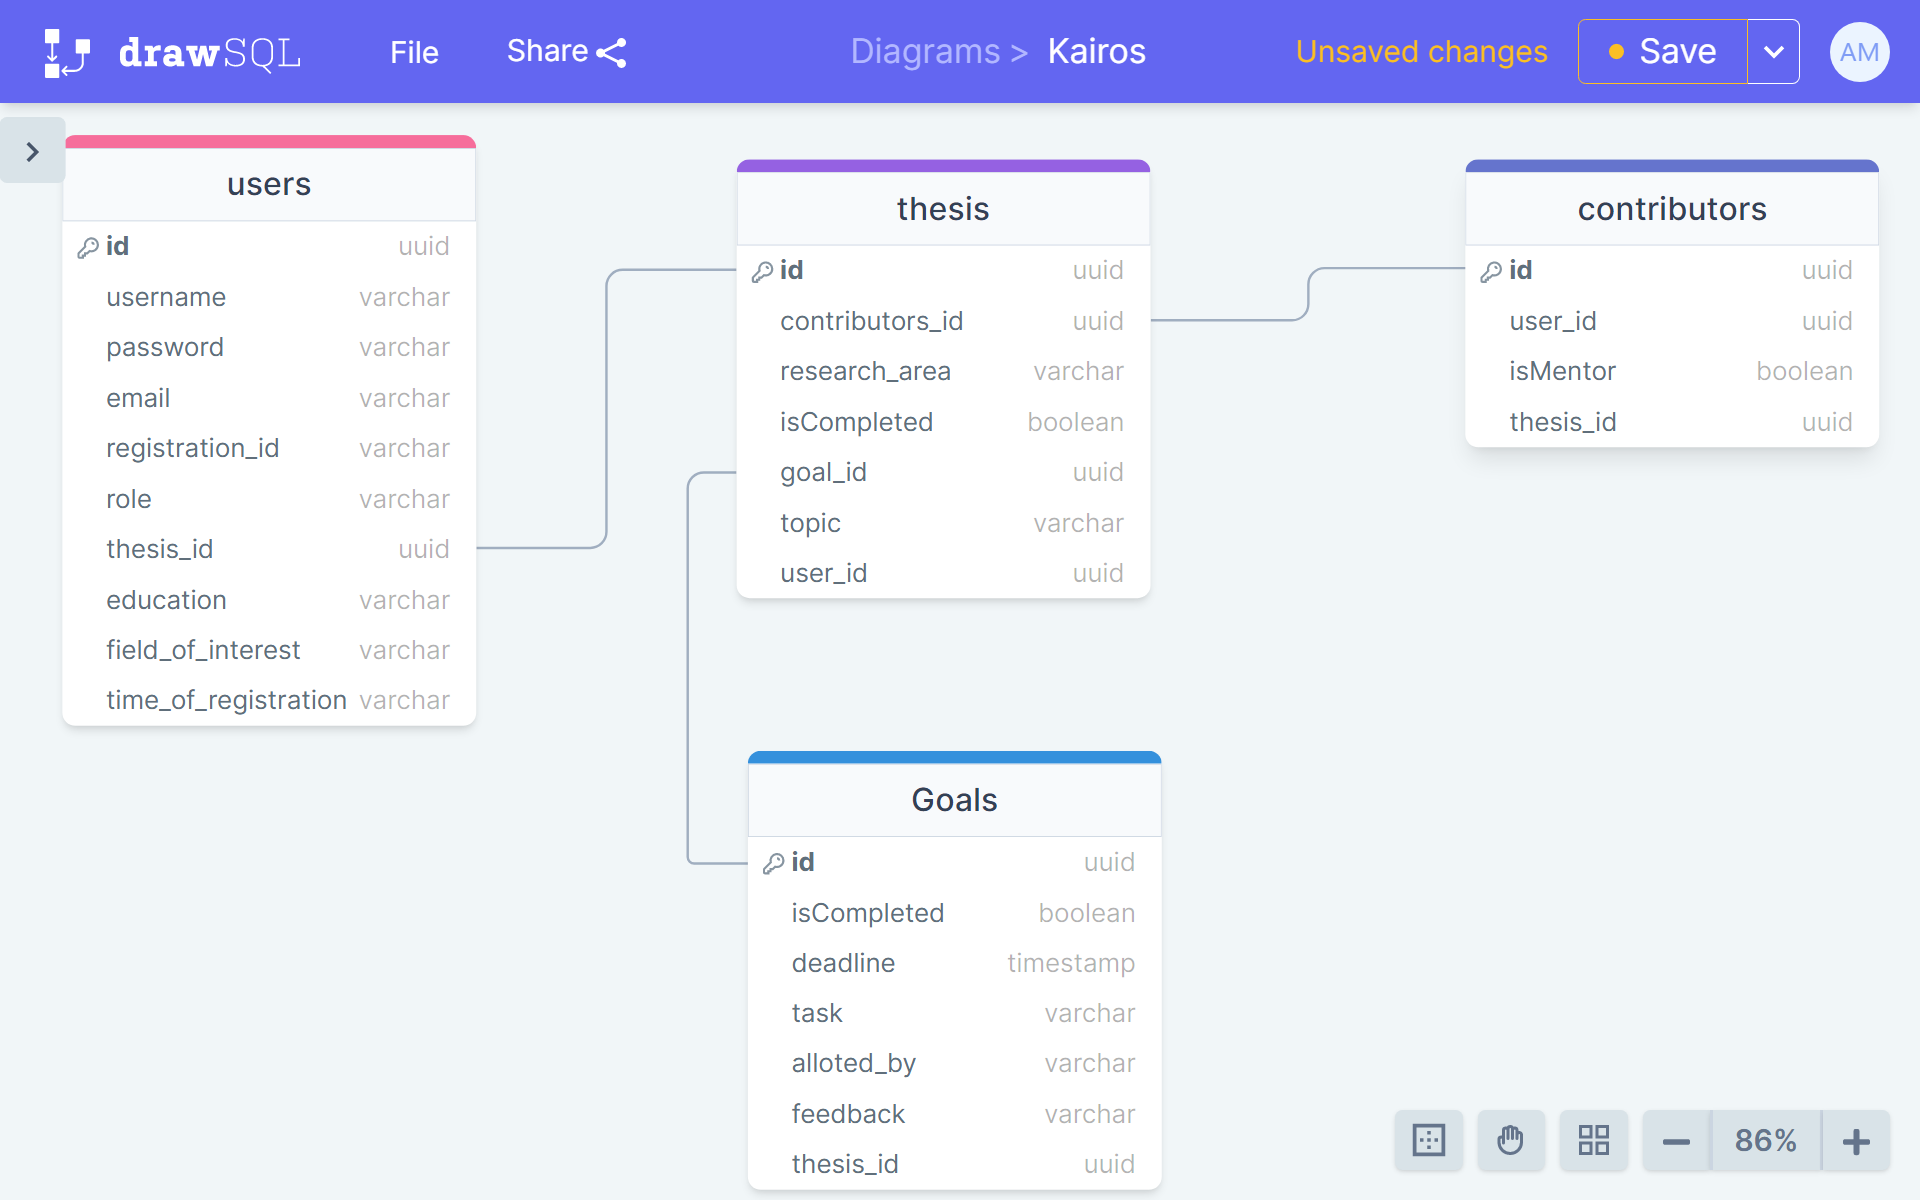 drawSQL File Share Diagrams > Kairos Unsaved changes Save AM
users
id uuid
username varchar
password varchar
email varchar
registration_id varchar
role varchar
thesis_id uuid
education varchar
field_of_interest varchar
time_of_registration varchar
thesis
id uuid
contributors_id uuid
research_area varchar
isCompleted boolean
goal_id uuid
topic varchar
user_id uuid
contributors
id uuid
user_id uuid
isMentor boolean
thesis_id uuid
Goals
id uuid
isCompleted boolean
deadline timestamp
task varchar
alloted_by varchar
feedback varchar
thesis_id uuid
86%